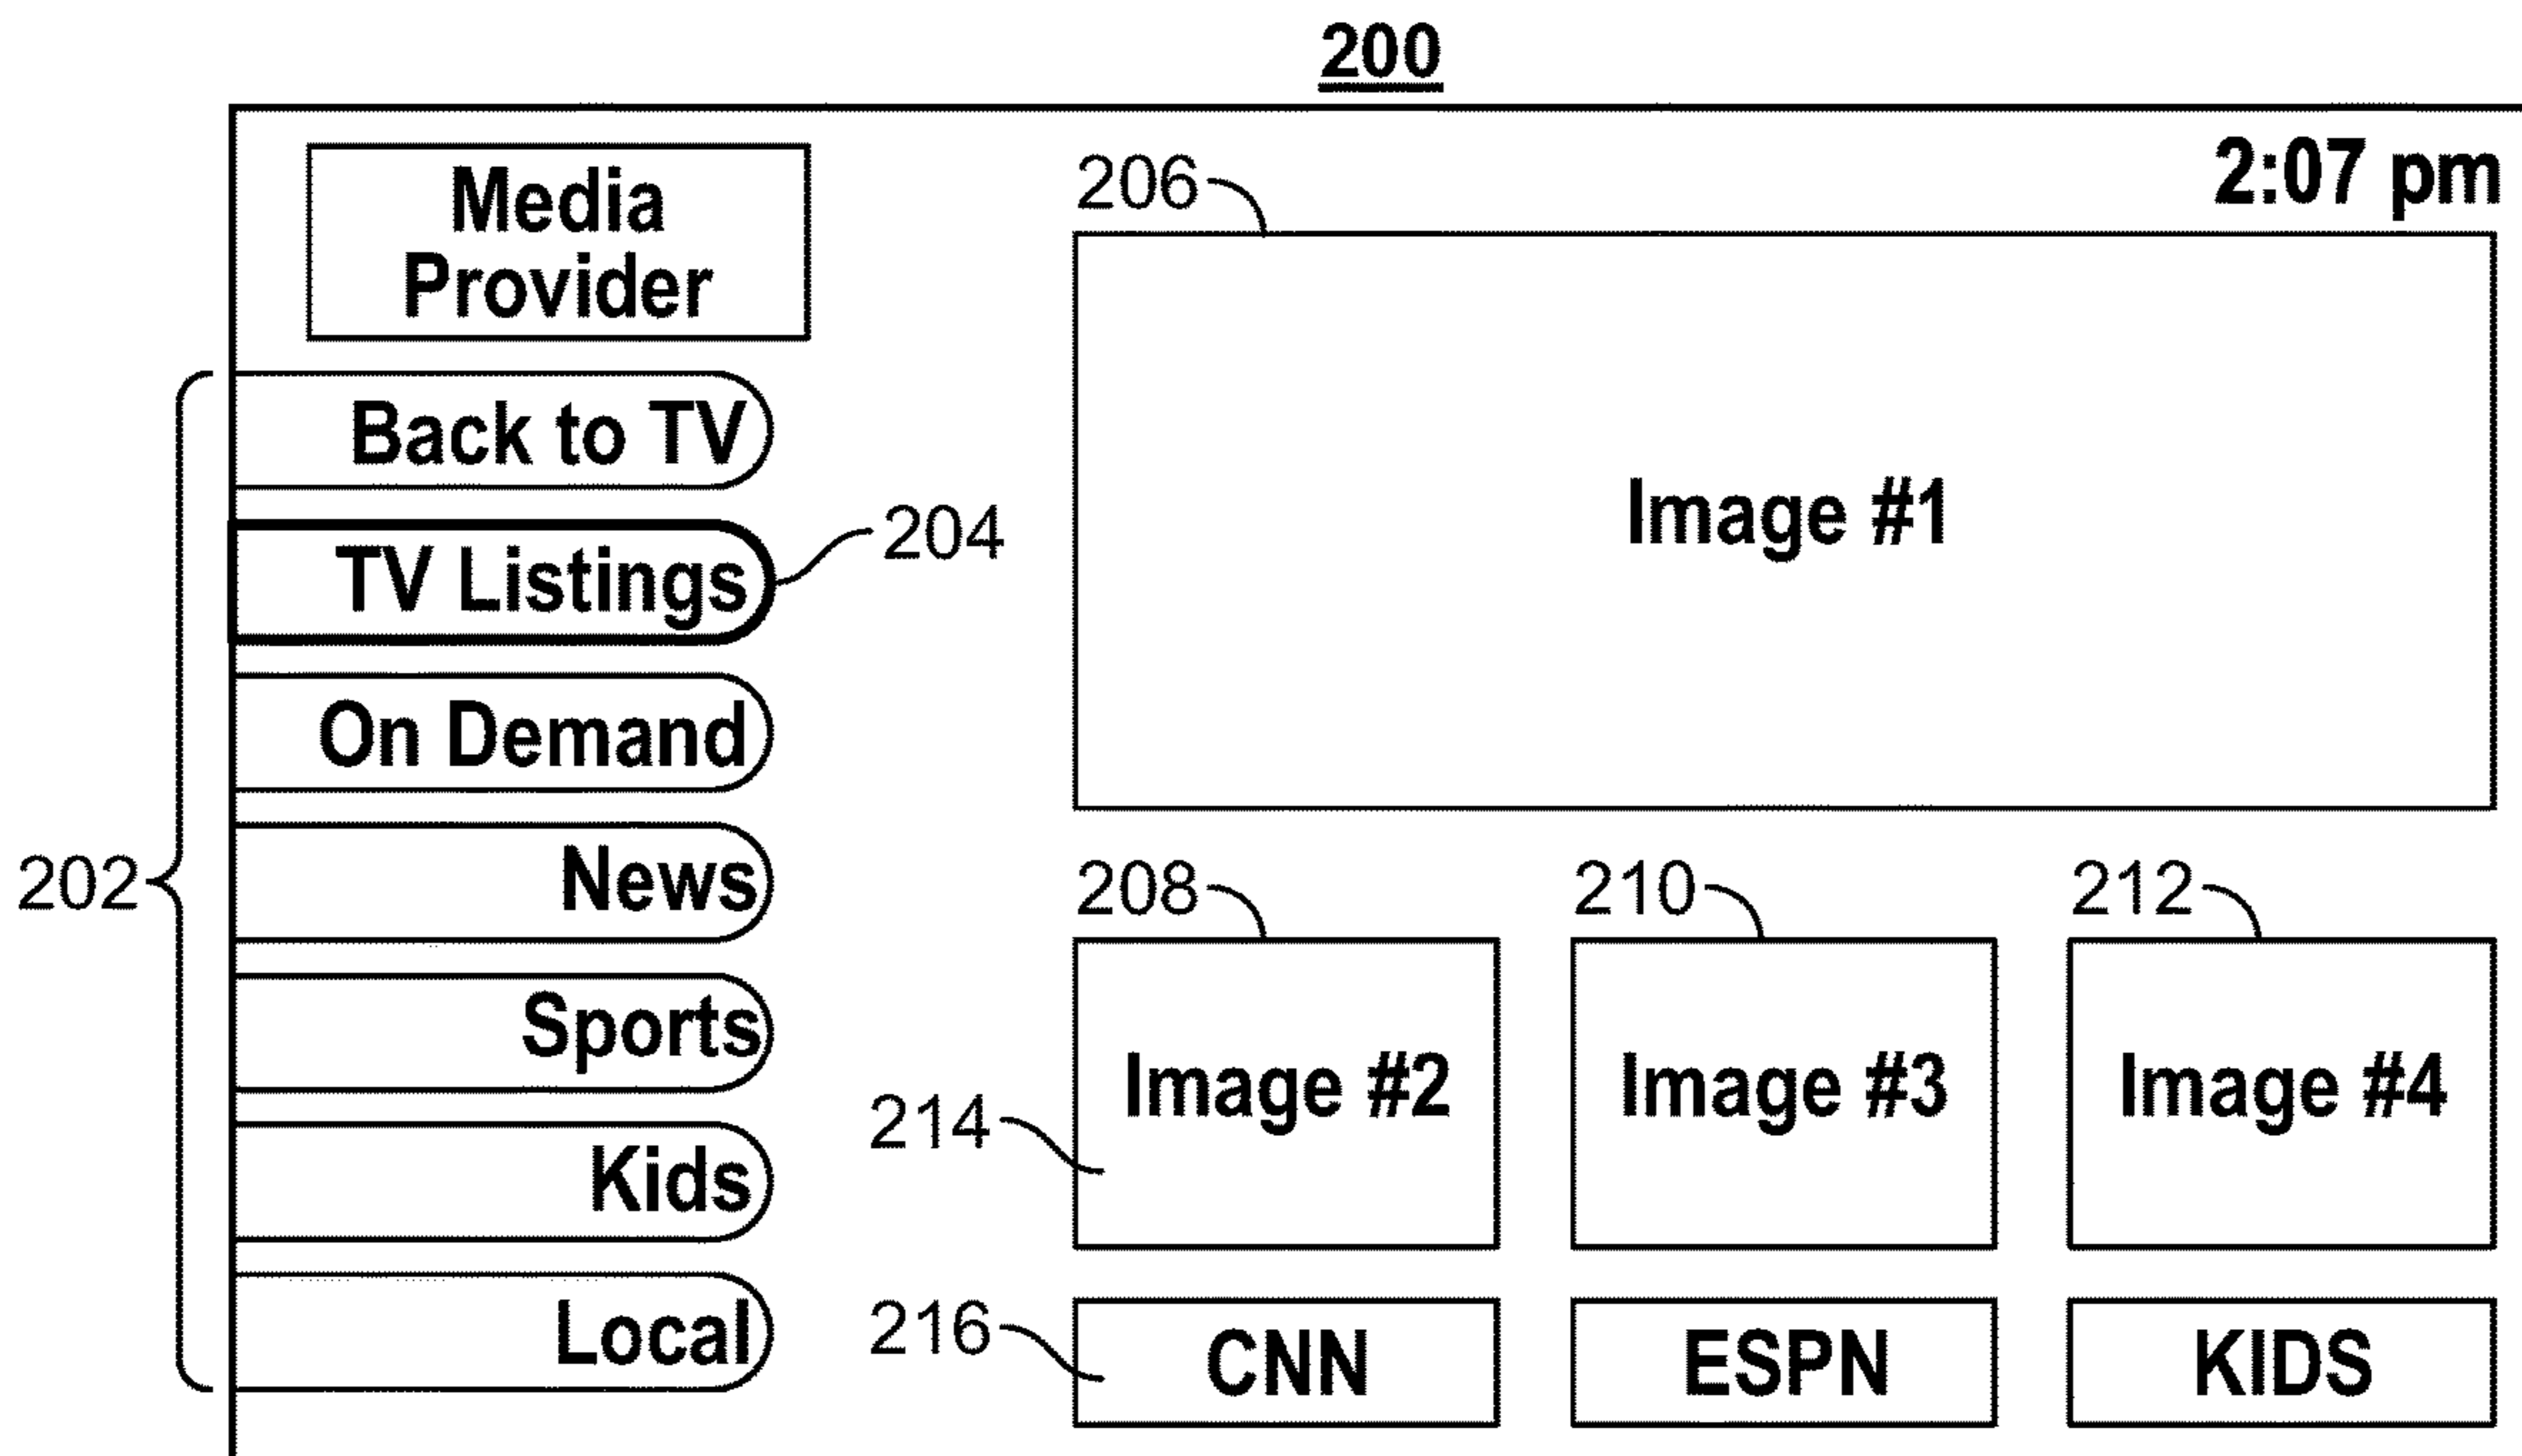 200
Media
Provider
2:07 pm
206
Image #1
Back to TV
TV Listings
204
On Demand
News
Sports
Kids
Local
202
208
210
212
Image #2
Image #3
Image #4
214
216
CNN
ESPN
KIDS